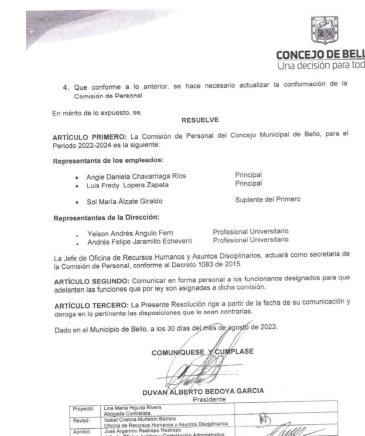 CONCEJO DE BELL
Una decisión para tod
4. Que conforme a lo anterior, se hace necesario actualizar la conformación de la
Comisión de Personal
En mérito de lo expuesto, se,
RESUELVE
ARTÍCULO PRIMERO: La Comisión de Personal del Concejo Municipal de Bello, para el
Periodo 2022-2024 es la siguiente:
Representante de los empleados:
• Angie Daniela Chavarriaga Ríos Principal
• Luis Fredy Lopera Zapata Principal
• Sol María Álzate Giraldo Suplente del Primero
Representantes de la Dirección:
• Yeison Andrés Angulo Ferri Profesional Universitario
• Andrés Felipe Jaramillo Echeverri Profesional Universitario
La Jefe de Oficina de Recursos Humanos y Asuntos Disciplinarios, actuará como secretaria de
la Comisión de Personal, conforme al Decreto 1083 de 2015.
ARTÍCULO SEGUNDO: Comunicar en forma personal a los funcionarios designados para que
adelanten las funciones que por ley son asignadas a dicha comisión.
ARTÍCULO TERCERO: La Presente Resolución rige a partir de la fecha de su comunicación y
deroga en lo pertinente las disposiciones que le sean contrarias.
Dado en el Municipio de Bello, a los 30 días del mes de agosto de 2023.
COMUNÍQUESE Y CÚMPLASE
DUVAN ALBERTO BEDOYA GARCIA
Presidente
Proyectó: Lina María Higuita Rivera
Abogada Contratista
Revisó: Isabel Cristina Muñetón Barrera
Oficina de Recursos Humanos y Asuntos Disciplinarios
Aprobó: José Argemiro Restrepo Restrepo